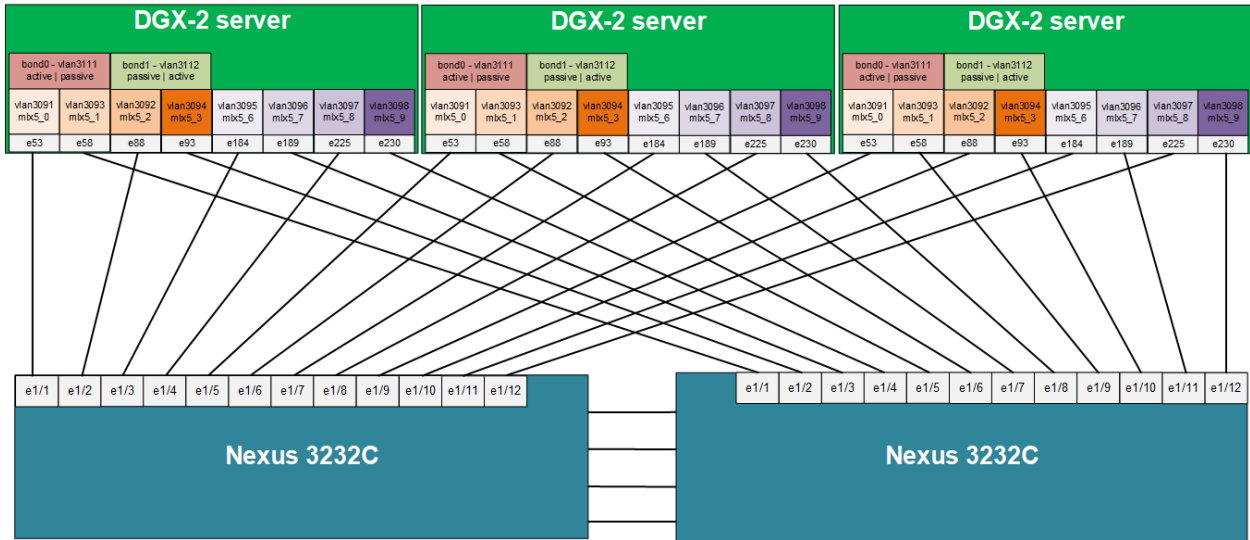 DGX-2 server
DGX-2 server
DGX-2 server
bond0 - vlan3111
active | passive
bond1 - vlan3112
passive | active
bond0 - vlan3111
active | passive
bond1 - vlan3112
passive | active
bond0 - vlan3111
active | passive
bond1 - vlan3112
passive | active
vlan3091 vlan3093 vlan3092 vlan3094 vlan3095 vlan3096 vlan3097 vlan3098
mlx5_0 mlx5_1 mlx5_2 mlx5_3 mlx5_6 mlx5_7 mlx5_8 mlx5_9
e53 e58 e88 e93 e184 e189 e225 e230
vlan3091 vlan3093 vlan3092 vlan3094 vlan3095 vlan3096 vlan3097 vlan3098
mlx5_0 mlx5_1 mlx5_2 mlx5_3 mlx5_6 mlx5_7 mlx5_8 mlx5_9
e53 e58 e88 e93 e184 e189 e225 e230
vlan3091 vlan3093 vlan3092 vlan3094 vlan3095 vlan3096 vlan3097 vlan3098
mlx5_0 mlx5_1 mlx5_2 mlx5_3 mlx5_6 mlx5_7 mlx5_8 mlx5_9
e53 e58 e88 e93 e184 e189 e225 e230
e1/1 e1/2 e1/3 e1/4 e1/5 e1/6 e1/7 e1/8 e1/9 e1/10 e1/11 e1/12
Nexus 3232C
e1/1 e1/2 e1/3 e1/4 e1/5 e1/6 e1/7 e1/8 e1/9 e1/10 e1/11 e1/12
Nexus 3232C